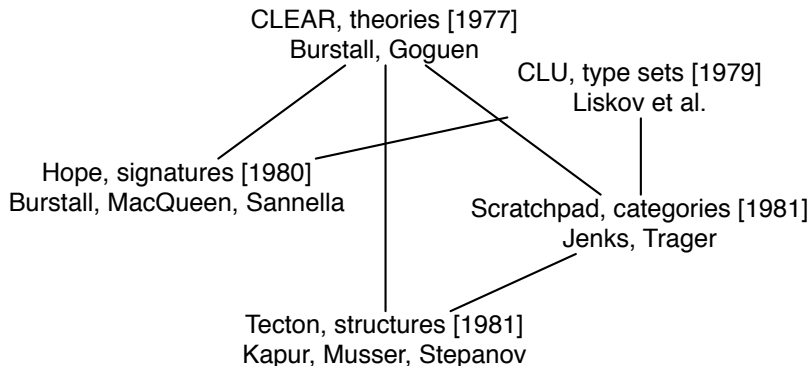 CLEAR, theories [1977]
Burstall, Goguen
CLU, type sets [1979]
Liskov et al.
Hope, signatures [1980]
Burstall, MacQueen, Sannella
Scratchpad, categories [1981]
Jenks, Trager
Tecton, structures [1981]
Kapur, Musser, Stepanov